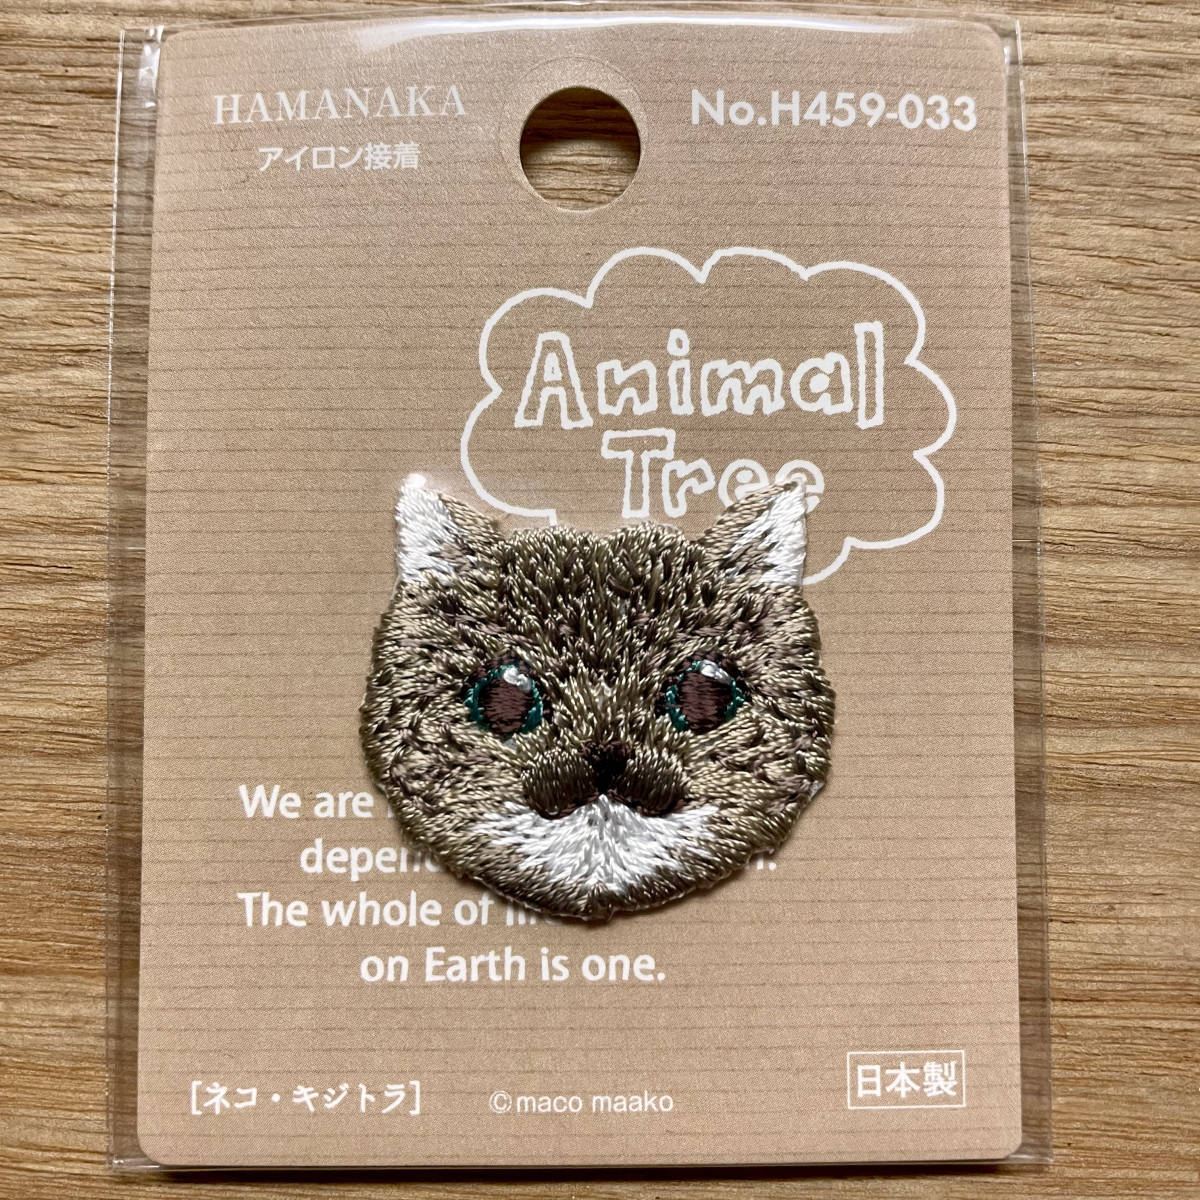 HAMANAKA
アイロン接着
No.H459-033
Animal
Tree
We are
The whole of
on Earth is one.
[ネコ・キジトラ]
©maco maako
日本製